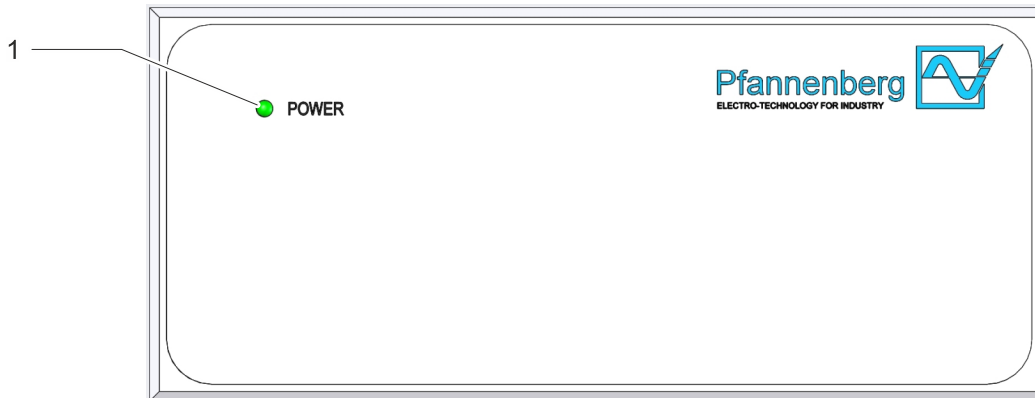 1
POWER
Pfannenberg
ELECTRO-TECHNOLOGY FOR INDUSTRY